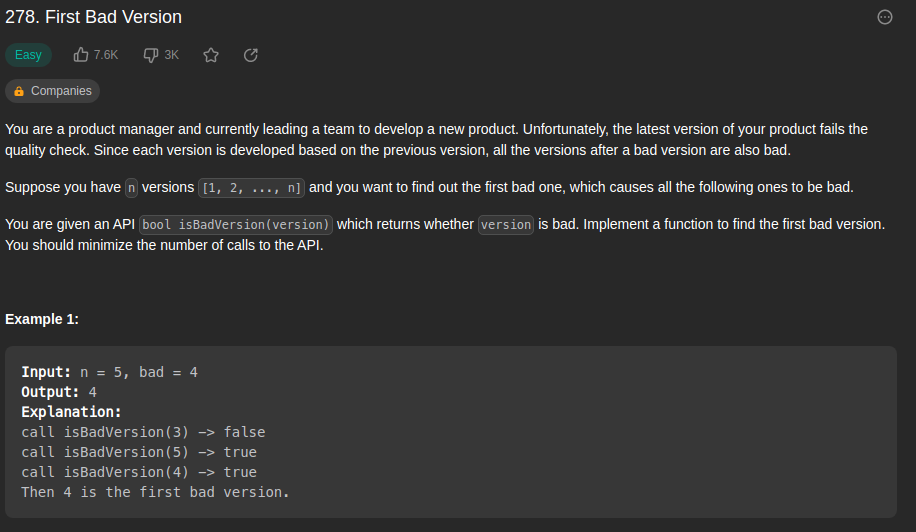 278. First Bad Version
Easy 7.6K 3K
Companies
You are a product manager and currently leading a team to develop a new product. Unfortunately, the latest version of your product fails the
quality check. Since each version is developed based on the previous version, all the versions after a bad version are also bad.
Suppose you have n versions [1, 2, ..., n] and you want to find out the first bad one, which causes all the following ones to be bad.
You are given an API bool isBadVersion(version) which returns whether version is bad. Implement a function to find the first bad version.
You should minimize the number of calls to the API.
Example 1:
Input: n = 5, bad = 4
Output: 4
Explanation:
call isBadVersion(3) -> false
call isBadVersion(5) -> true
call isBadVersion(4) -> true
Then 4 is the first bad version.